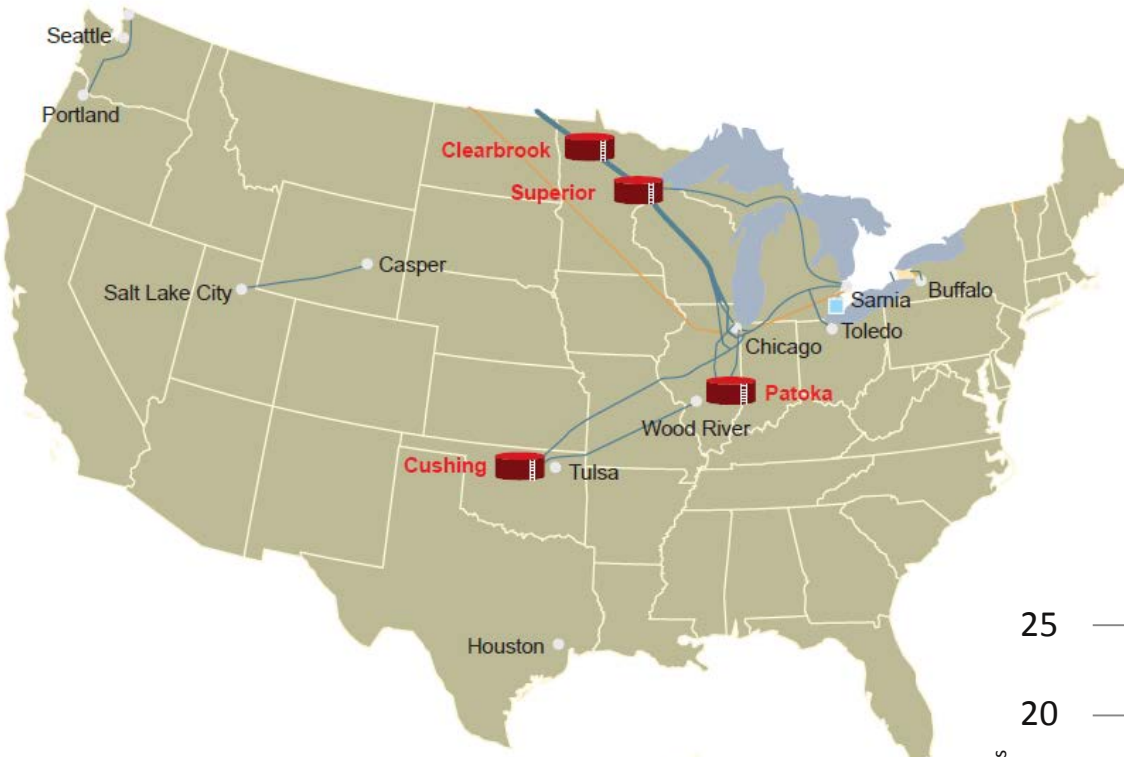 Seattle
Portland
Clearbrook
Superior
Casper
Salt Lake City
Sarnia
Buffalo
Toledo
Chicago
Patoka
Wood River
Cushing
Tulsa
Houston
25
20